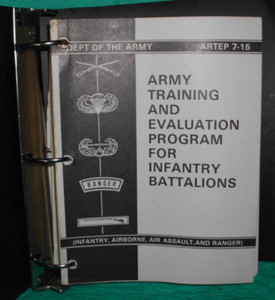 DEPT OF THE ARMY ARTEP 7-15
ARMY
TRAINING
AND
EVALUATION
PROGRAM
FOR
INFANTRY
BATTALIONS
RANGER
(INFANTRY, AIRBORNE, AIR ASSAULT, AND RANGER)